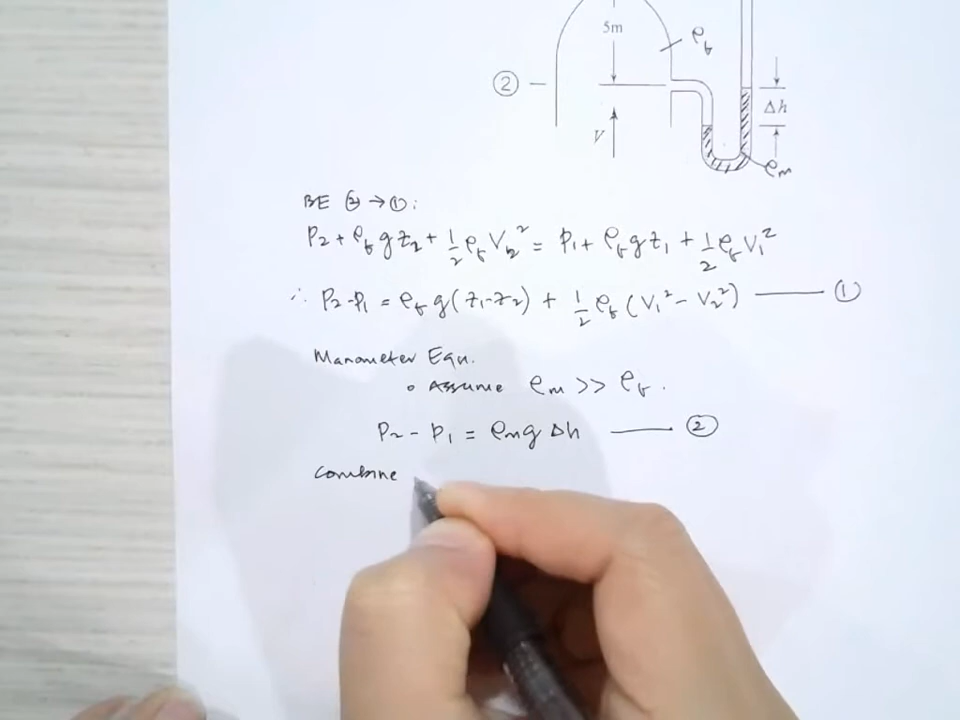 5m
ρf
②
Δh
V
ρm
BE ② → ①:
P₂ + ρf g z₂ + ½ ρf V₂² = P₁ + ρf g z₁ + ½ ρf V₁²
∴ P₂ - P₁ = ρf g (z₁ - z₂) + ½ ρf (V₁² - V₂²) —— ①
Manometer Eqn.
o Assume ρm >> ρf.
P₂ - P₁ = ρm g Δh —— ②
Combine